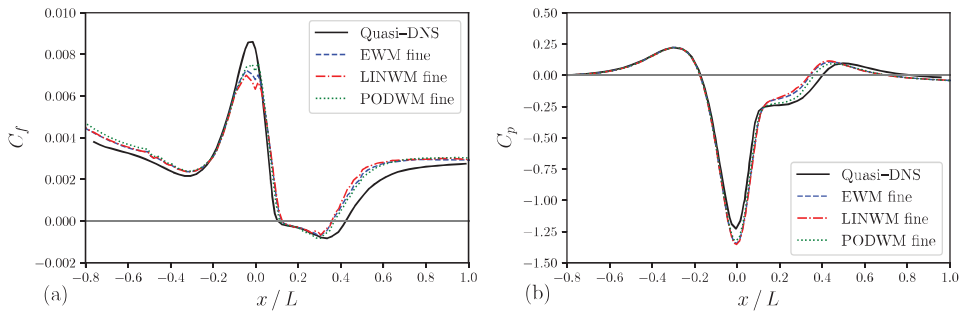 0.010
0.008
0.006
0.004
0.002
0.000
−0.002
C_f
−0.8 −0.6 −0.4 −0.2 0.0 0.2 0.4 0.6 0.8 1.0
x / L
(a)
Quasi–DNS
EWM fine
LINWM fine
PODWM fine
0.50
0.25
0.00
−0.25
−0.50
−0.75
−1.00
−1.25
−1.50
C_p
−0.8 −0.6 −0.4 −0.2 0.0 0.2 0.4 0.6 0.8 1.0
x / L
(b)
Quasi–DNS
EWM fine
LINWM fine
PODWM fine